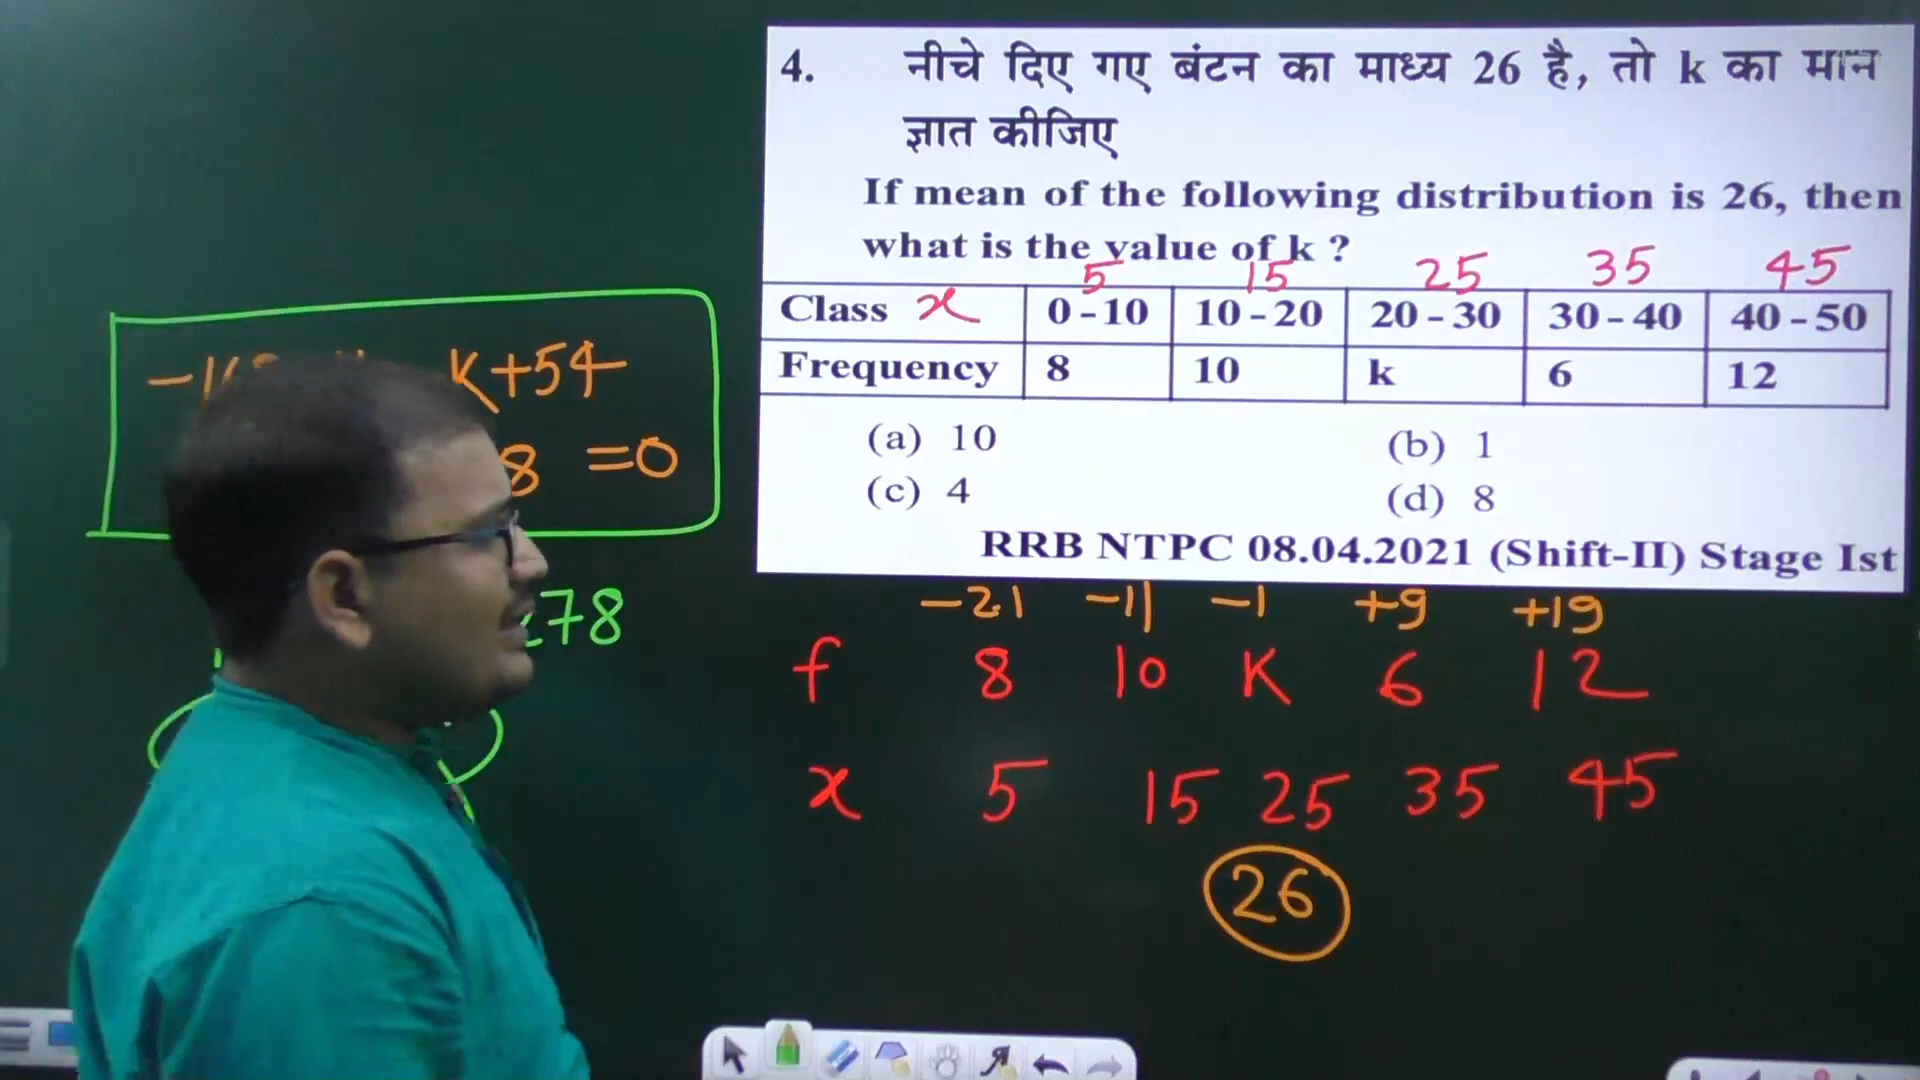 4. नीचे दिए गए बंटन का माध्य 26 है, तो k का मान
ज्ञात कीजिए
If mean of the following distribution is 26, then
what is the value of k ?
5 15 25 35 45
Class x 0-10 10-20 20-30 30-40 40-50
Frequency 8 10 k 6 12
(a) 10 (b) 1
(c) 4 (d) 8
RRB NTPC 08.04.2021 (Shift-II) Stage Ist
K+54
8 =0
278
-21 -11 -1 +9 +19
f 8 10 K 6 12
x 5 15 25 35 45
26